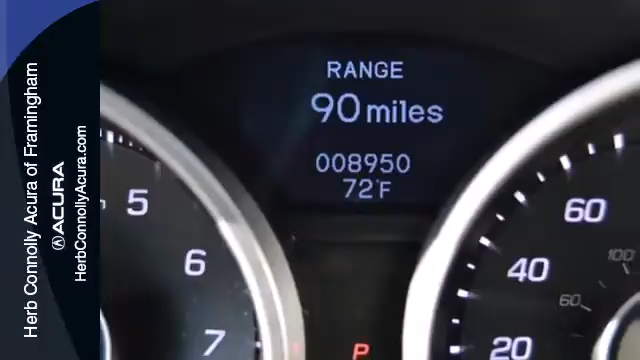 Herb Connolly Acura of Framingham
ACURA
HerbConnollyAcura.com
RANGE
90 miles
008950
72°F
5
6
7
P
60
40
20
100
60